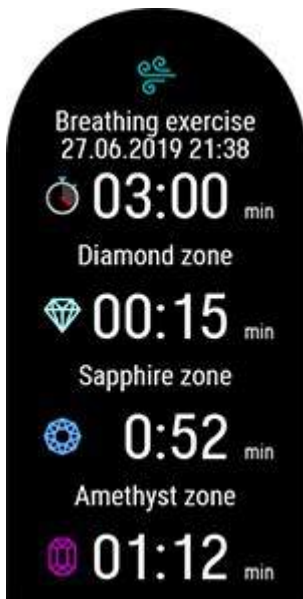 Breathing exercise
27.06.2019 21:38
03:00 min
Diamond zone
00:15 min
Sapphire zone
0:52 min
Amethyst zone
01:12 min